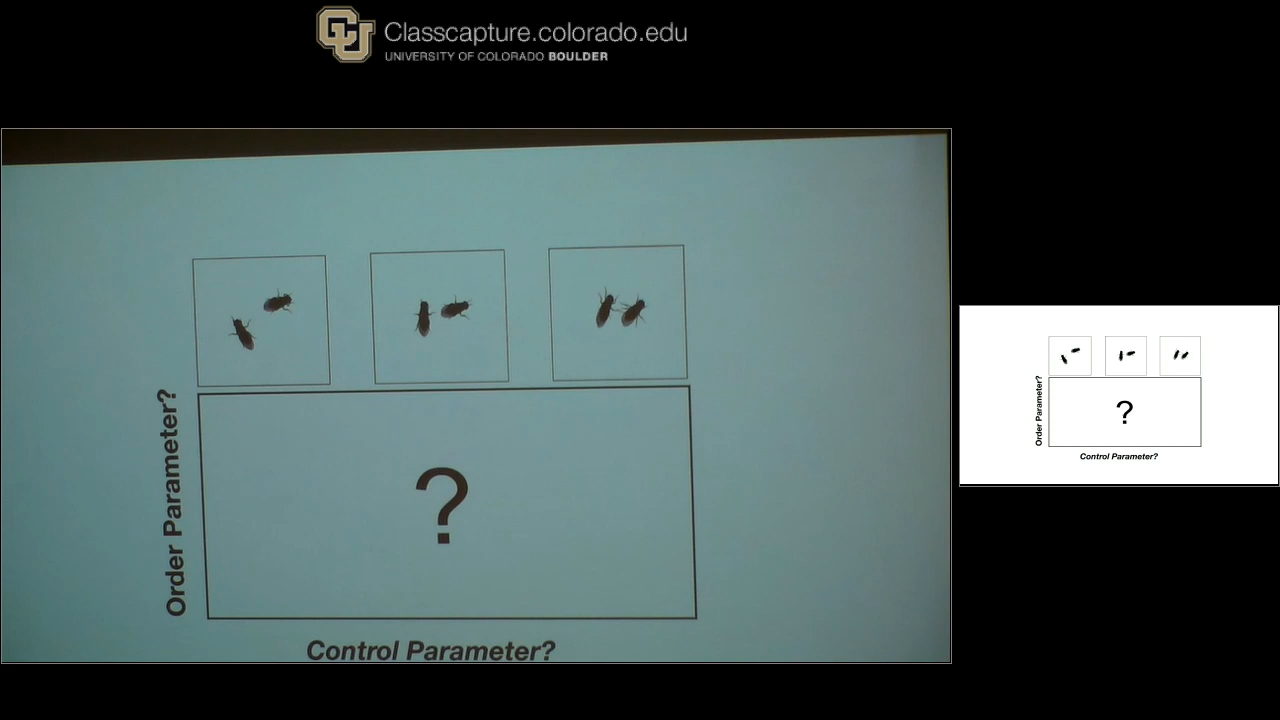 CU
Classcapture.colorado.edu
UNIVERSITY OF COLORADO BOULDER
Order Parameter?
?
Control Parameter?
Order Parameter?
?
Control Parameter?